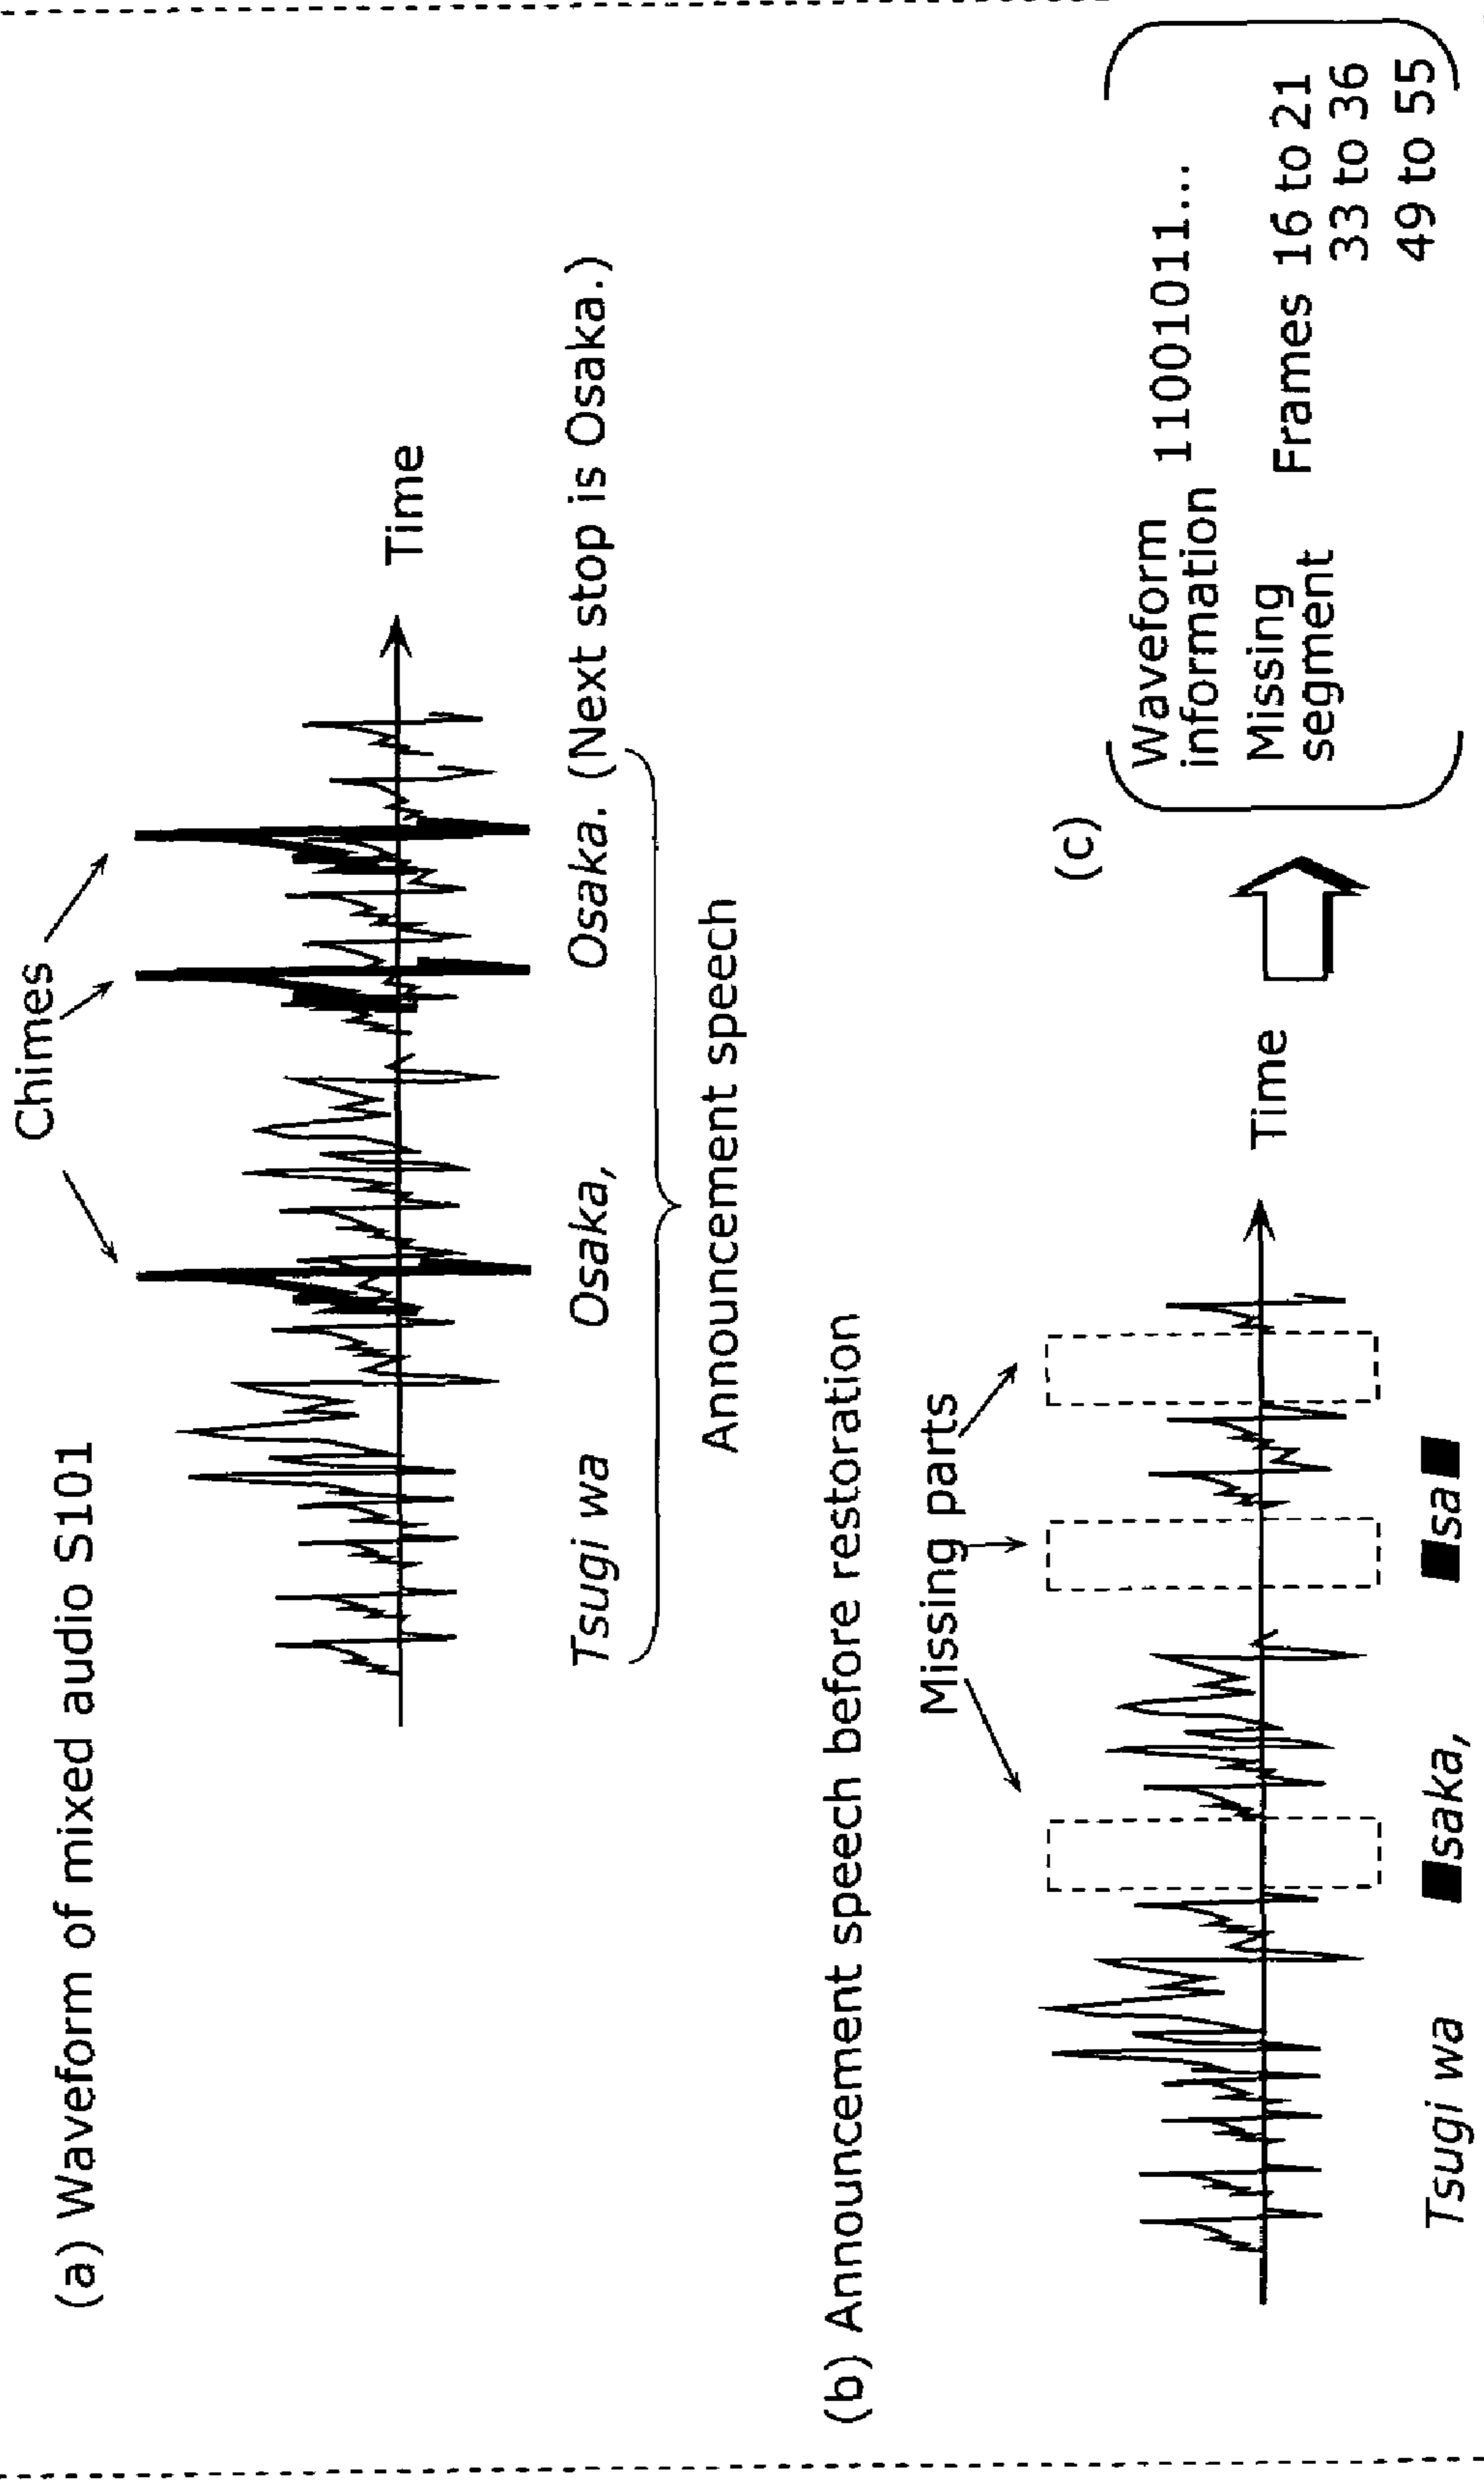 (a) Waveform of mixed audio S101
Chimes
Time
Tsugi wa Osaka, Osaka. (Next stop is Osaka.)
Announcement speech
(b) Announcement speech before restoration
Missing parts
Time
Tsugi wa ■saka, ■sa■
(c)
Waveform
information 11001011...
Missing
segment
Frames 16 to 21
33 to 36
49 to 55